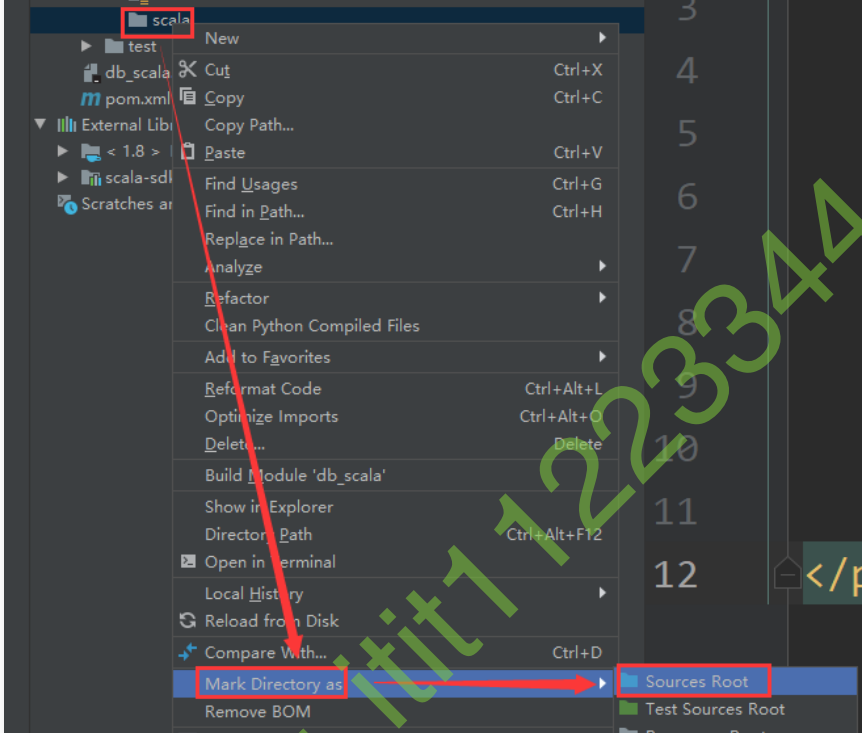 scala
test
db_scala
pom.xml
External Lib
< 1.8 >
scala-sd
Scratches a
New
Cut Ctrl+X
Copy Ctrl+C
Copy Path...
Paste Ctrl+V
Find Usages Ctrl+G
Find in Path... Ctrl+H
Replace in Path...
Analyze
Refactor
Clean Python Compiled Files
Add to Favorites
Reformat Code Ctrl+Alt+L
Optimize Imports Ctrl+Alt+O
Delete... Delete
Build Module 'db_scala'
Show in Explorer
Directory Path Ctrl+Alt+F12
Open in Terminal
Local History
Reload from Disk
Compare With... Ctrl+D
Mark Directory as
Remove BOM
Sources Root
Test Sources Root
3
4
5
6
7
8
9
10
11
12 </p
itit11223344